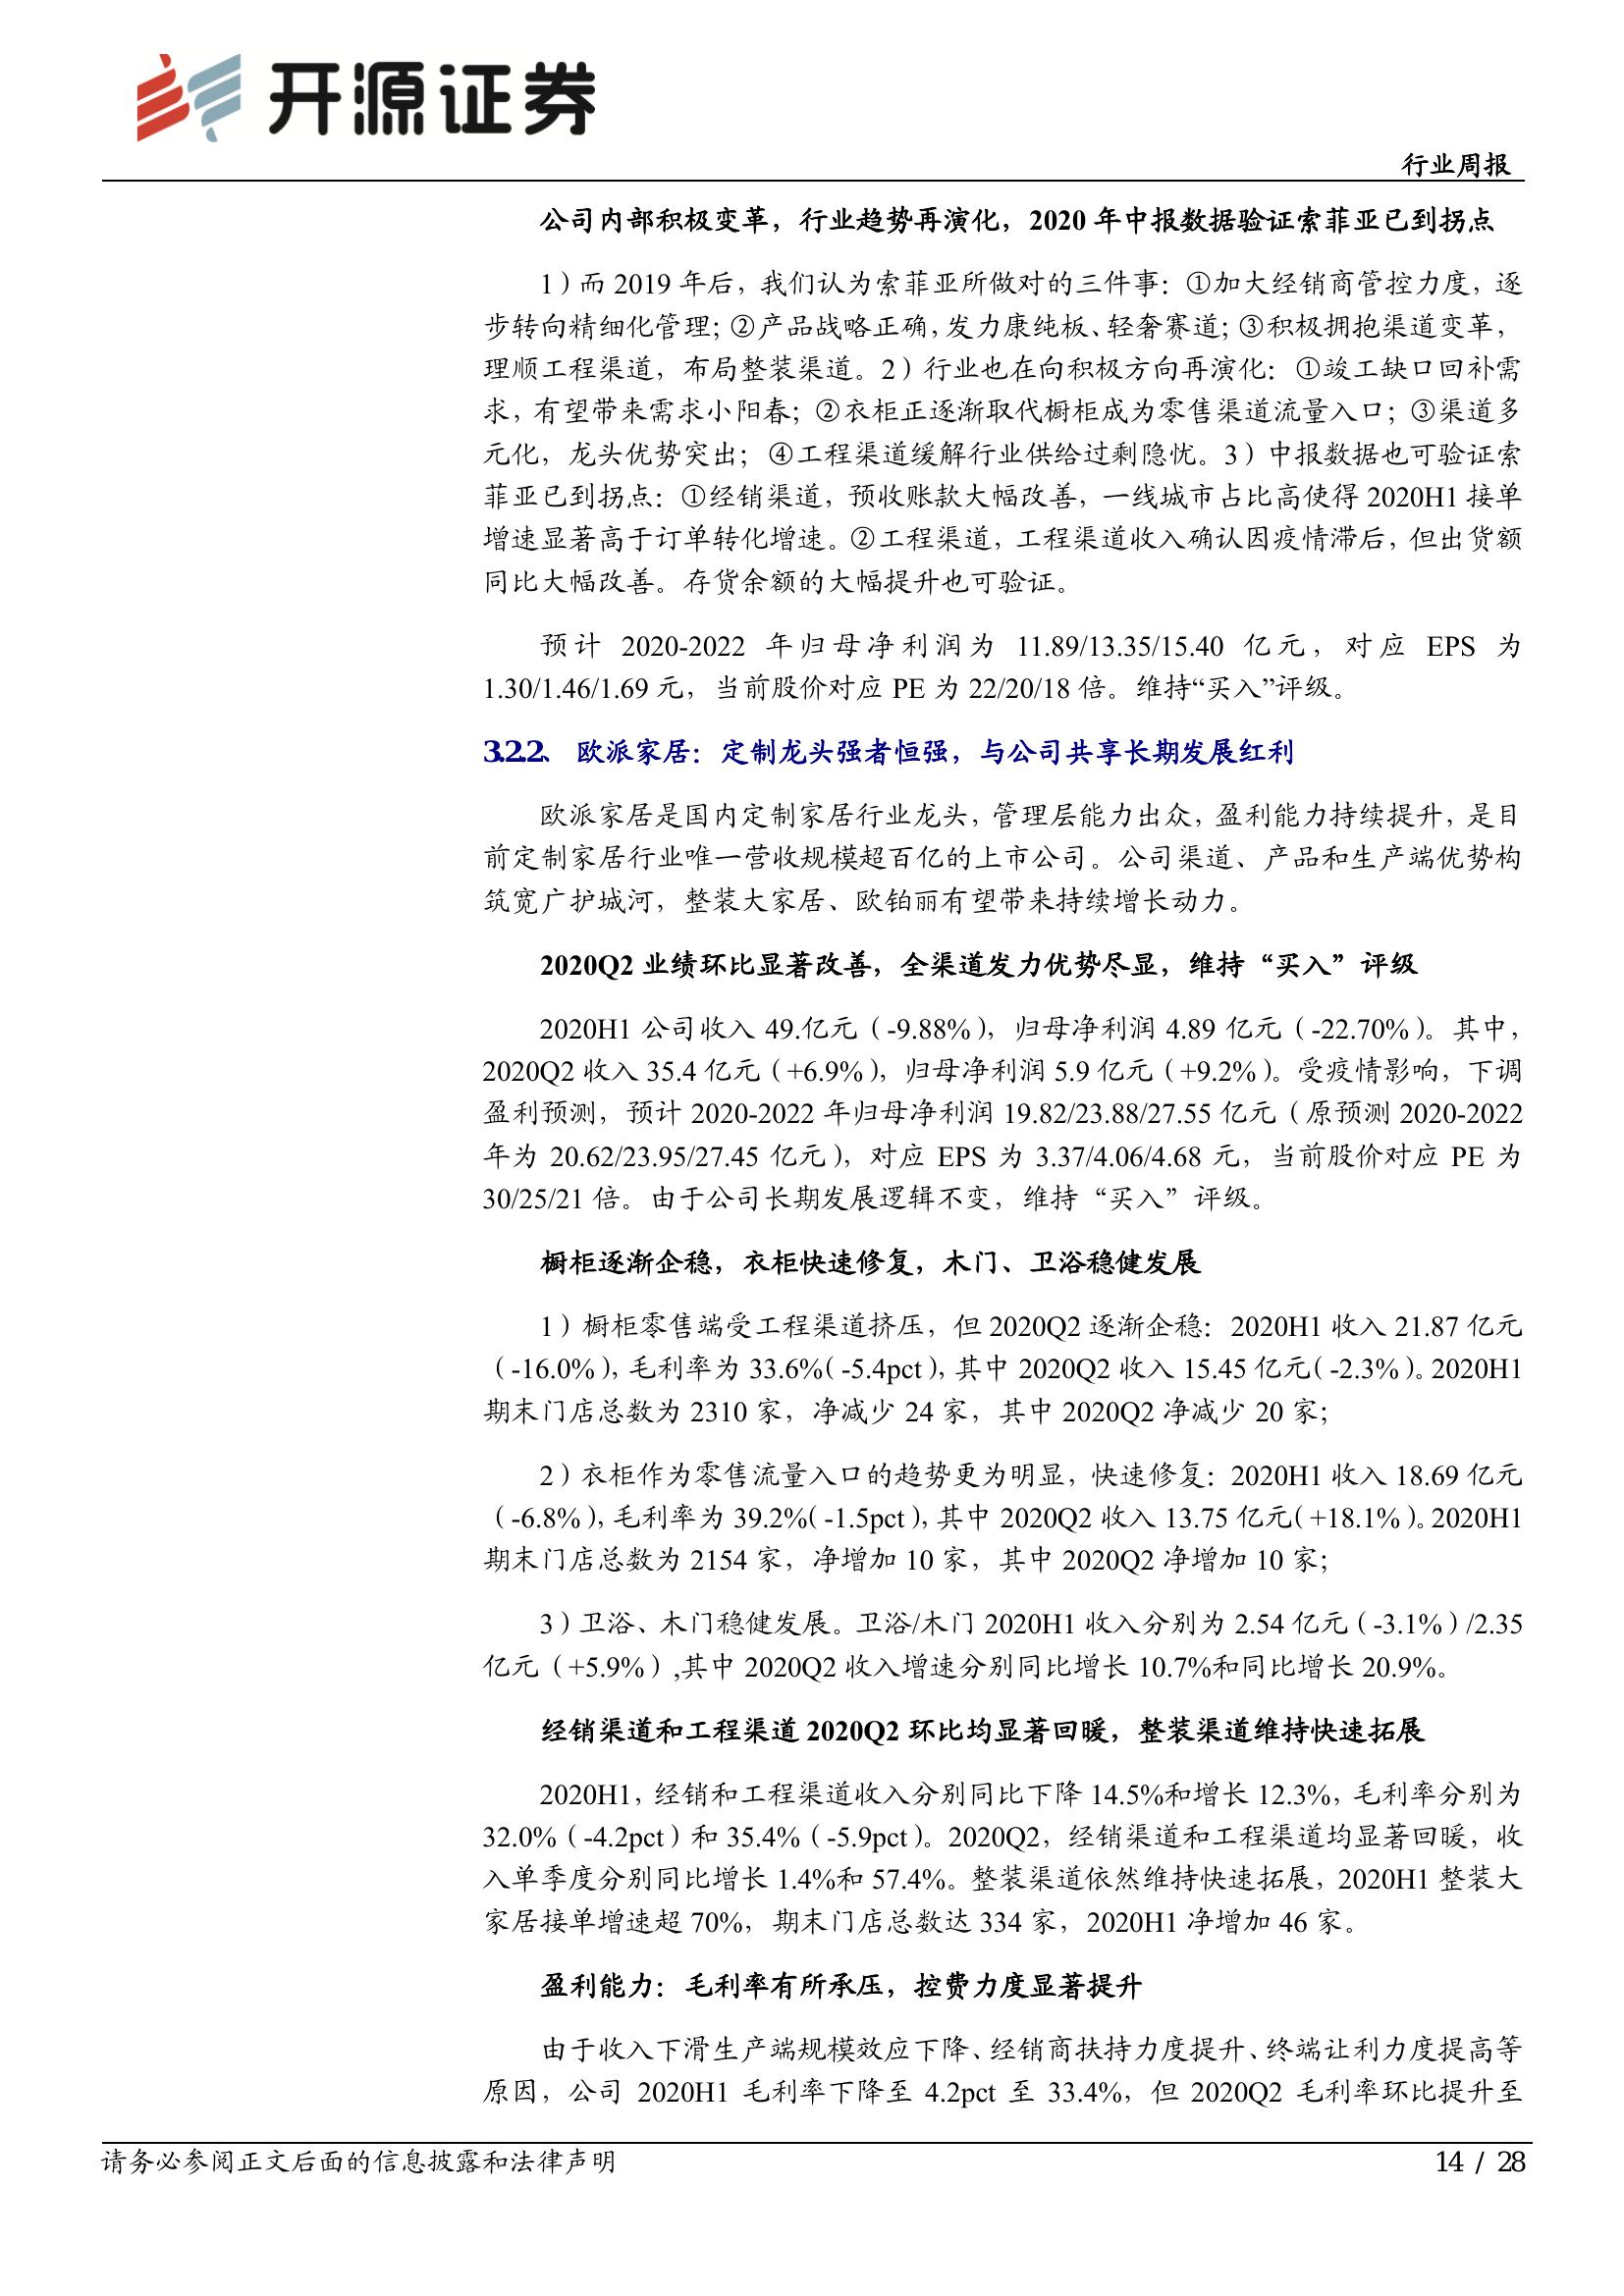 开源证券
行业周报
公司内部积极变革，行业趋势再演化，2020 年中报数据验证索菲亚已到拐点
1）而 2019 年后，我们认为索菲亚所做对的三件事：①加大经销商管控力度，逐
步转向精细化管理；②产品战略正确，发力康纯板、轻奢赛道；③积极拥抱渠道变革，
理顺工程渠道，布局整装渠道。2）行业也在向积极方向再演化：①竣工缺口回补需
求，有望带来需求小阳春；②衣柜正逐渐取代橱柜成为零售渠道流量入口；③渠道多
元化，龙头优势突出；④工程渠道缓解行业供给过剩隐忧。3）中报数据也可验证索
菲亚已到拐点：①经销渠道，预收账款大幅改善，一线城市占比高使得 2020H1 接单
增速显著高于订单转化增速。②工程渠道，工程渠道收入确认因疫情滞后，但出货额
同比大幅改善。存货余额的大幅提升也可验证。
预计 2020-2022 年归母净利润为 11.89/13.35/15.40 亿元，对应 EPS 为
1.30/1.46/1.69 元，当前股价对应 PE 为 22/20/18 倍。维持“买入”评级。
3.2.2、 欧派家居：定制龙头强者恒强，与公司共享长期发展红利
欧派家居是国内定制家居行业龙头，管理层能力出众，盈利能力持续提升，是目
前定制家居行业唯一营收规模超百亿的上市公司。公司渠道、产品和生产端优势构
筑宽广护城河，整装大家居、欧铂丽有望带来持续增长动力。
2020Q2 业绩环比显著改善，全渠道发力优势尽显，维持“买入”评级
2020H1 公司收入 49.亿元（-9.88%），归母净利润 4.89 亿元（-22.70%）。其中，
2020Q2 收入 35.4 亿元（+6.9%），归母净利润 5.9 亿元（+9.2%）。受疫情影响，下调
盈利预测，预计 2020-2022 年归母净利润 19.82/23.88/27.55 亿元（原预测 2020-2022
年为 20.62/23.95/27.45 亿元），对应 EPS 为 3.37/4.06/4.68 元，当前股价对应 PE 为
30/25/21 倍。由于公司长期发展逻辑不变，维持“买入”评级。
橱柜逐渐企稳，衣柜快速修复，木门、卫浴稳健发展
1）橱柜零售端受工程渠道挤压，但 2020Q2 逐渐企稳：2020H1 收入 21.87 亿元
（-16.0%），毛利率为 33.6%（-5.4pct），其中 2020Q2 收入 15.45 亿元（-2.3%）。2020H1
期末门店总数为 2310 家，净减少 24 家，其中 2020Q2 净减少 20 家；
2）衣柜作为零售流量入口的趋势更为明显，快速修复：2020H1 收入 18.69 亿元
（-6.8%），毛利率为 39.2%（-1.5pct），其中 2020Q2 收入 13.75 亿元（+18.1%）。2020H1
期末门店总数为 2154 家，净增加 10 家，其中 2020Q2 净增加 10 家；
3）卫浴、木门稳健发展。卫浴/木门 2020H1 收入分别为 2.54 亿元（-3.1%）/2.35
亿元（+5.9%）,其中 2020Q2 收入增速分别同比增长 10.7%和同比增长 20.9%。
经销渠道和工程渠道 2020Q2 环比均显著回暖，整装渠道维持快速拓展
2020H1，经销和工程渠道收入分别同比下降 14.5%和增长 12.3%，毛利率分别为
32.0%（-4.2pct）和 35.4%（-5.9pct）。2020Q2，经销渠道和工程渠道均显著回暖，收
入单季度分别同比增长 1.4%和 57.4%。整装渠道依然维持快速拓展，2020H1 整装大
家居接单增速超 70%，期末门店总数达 334 家，2020H1 净增加 46 家。
盈利能力：毛利率有所承压，控费力度显著提升
由于收入下滑生产端规模效应下降、经销商扶持力度提升、终端让利力度提高等
原因，公司 2020H1 毛利率下降至 4.2pct 至 33.4%，但 2020Q2 毛利率环比提升至
请务必参阅正文后面的信息披露和法律声明
14 / 28